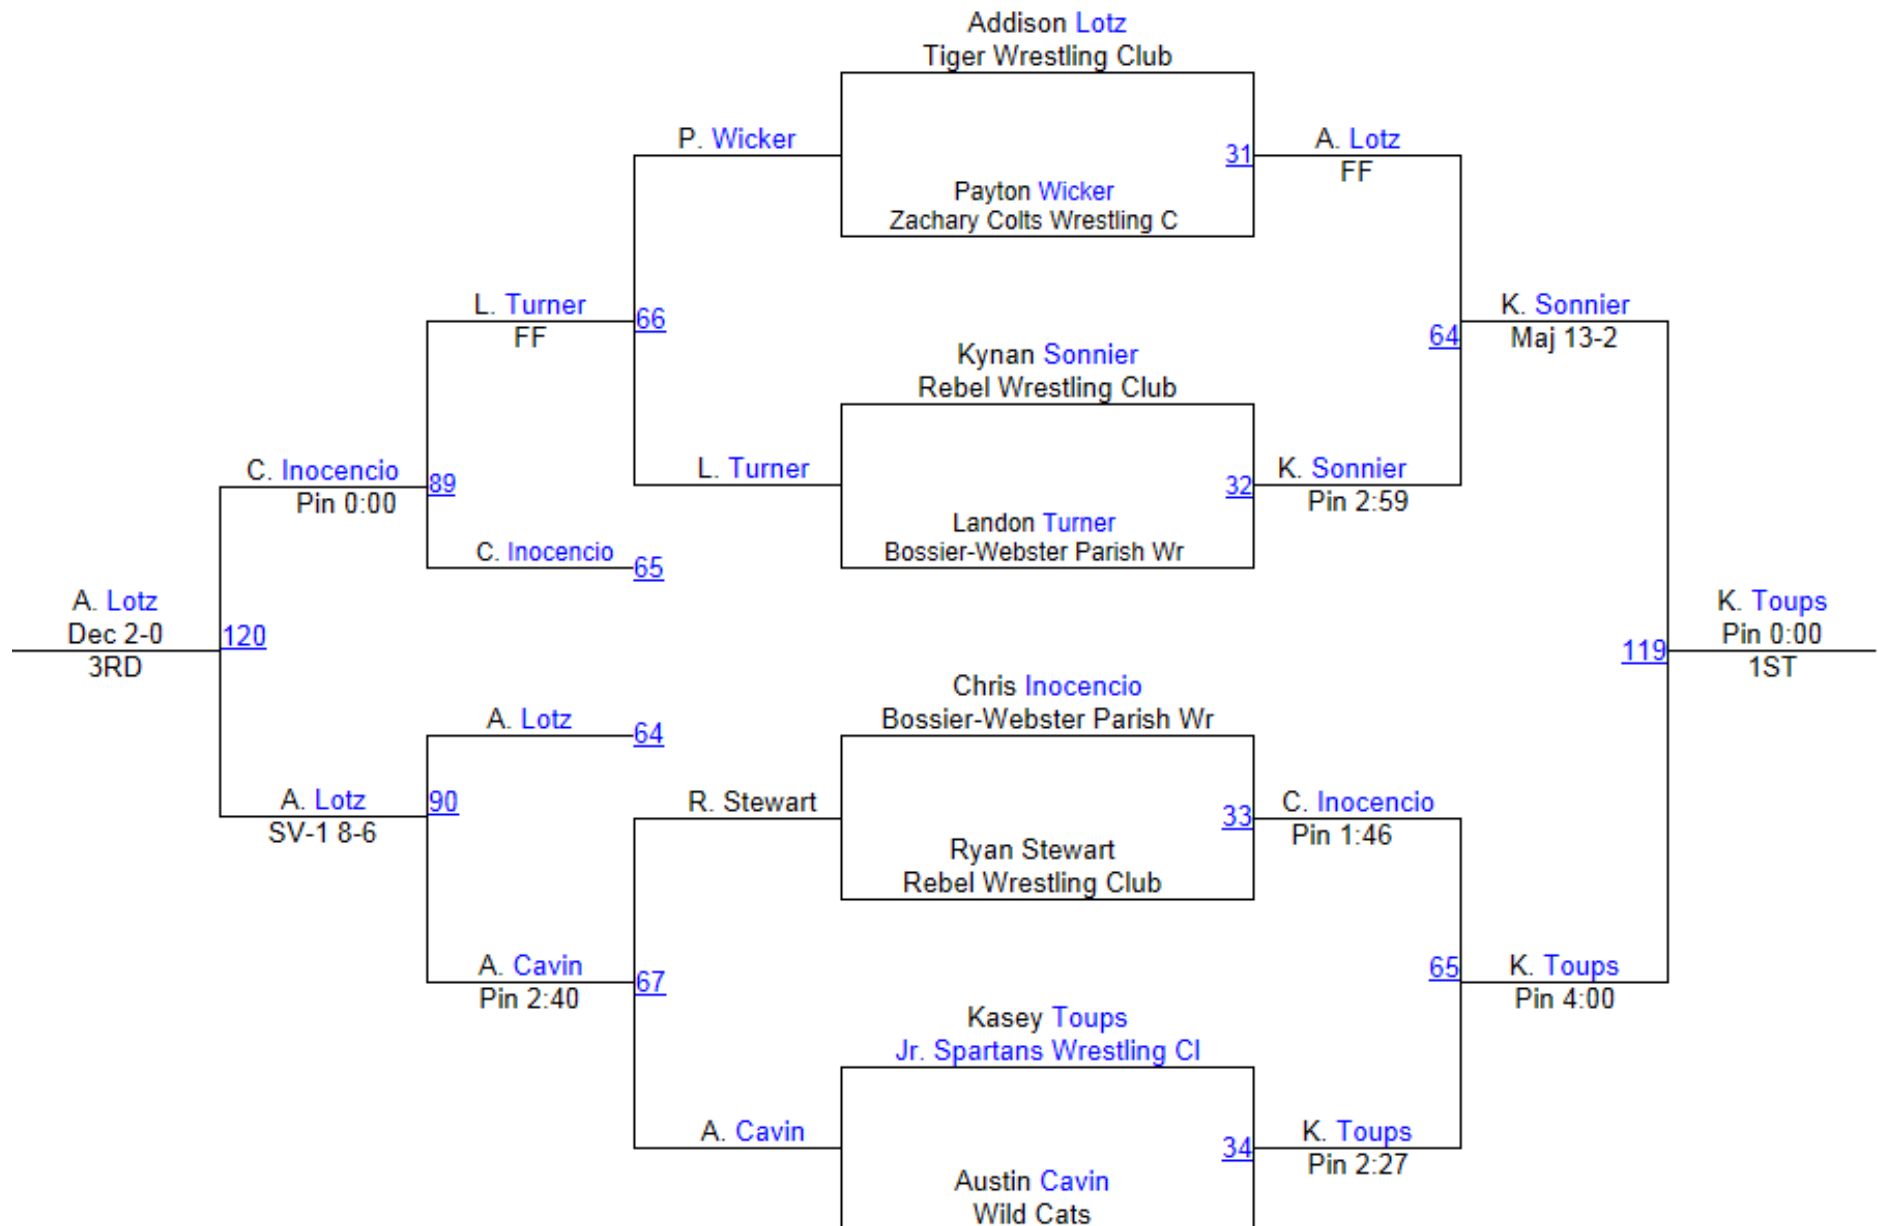 Addison Lotz
Tiger Wrestling Club
P. Wicker
31
A. Lotz
FF
Payton Wicker
Zachary Colts Wrestling C
L. Turner
FF
66
K. Sonnier
Maj 13-2
64
Kynan Sonnier
Rebel Wrestling Club
C. Inocencio
Pin 0:00
89
L. Turner
32
K. Sonnier
Pin 2:59
Landon Turner
Bossier-Webster Parish Wr
C. Inocencio
65
A. Lotz
Dec 2-0
3RD
120
K. Toups
Pin 0:00
1ST
119
Chris Inocencio
Bossier-Webster Parish Wr
A. Lotz
64
A. Lotz
SV-1 8-6
90
R. Stewart
33
C. Inocencio
Pin 1:46
Ryan Stewart
Rebel Wrestling Club
A. Cavin
Pin 2:40
67
65
K. Toups
Pin 4:00
Kasey Toups
Jr. Spartans Wrestling Cl
A. Cavin
34
K. Toups
Pin 2:27
Austin Cavin
Wild Cats